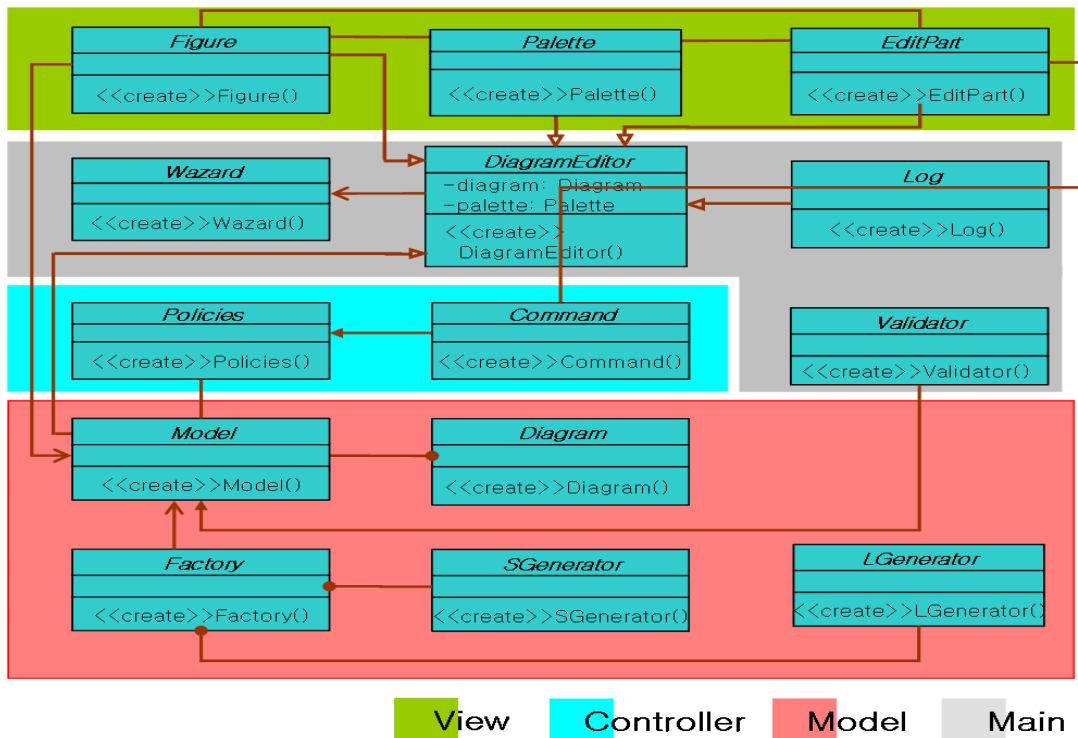 Figure
<<create>>Figure()
Palette
<<create>>Palette()
EditPart
<<create>>EditPart()
Wazard
<<create>>Wazard()
DiagramEditor
-diagram: Diagram
-palette: Palette
<<create>>
DiagramEditor()
Log
<<create>>Log()
Policies
<<create>>Policies()
Command
<<create>>Command()
Validator
<<create>>Validator()
Model
<<create>>Model()
Diagram
<<create>>Diagram()
Factory
<<create>>Factory()
SGenerator
<<create>>SGenerator()
LGenerator
<<create>>LGenerator()
View
Controller
Model
Main